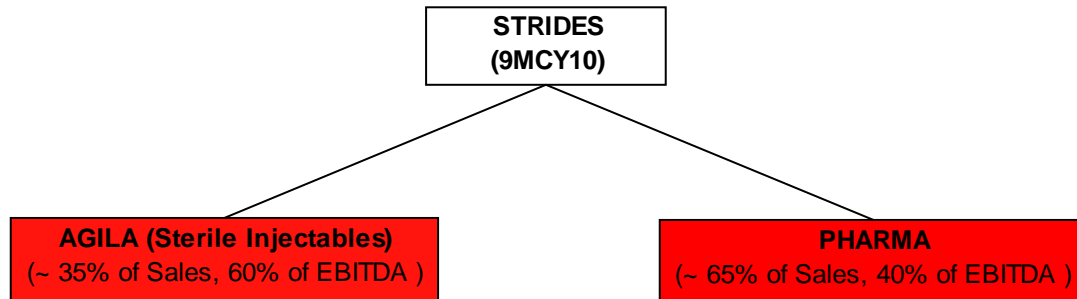 STRIDES
(9MCY10)
AGILA (Sterile Injectables)
(~ 35% of Sales, 60% of EBITDA )
PHARMA
(~ 65% of Sales, 40% of EBITDA )